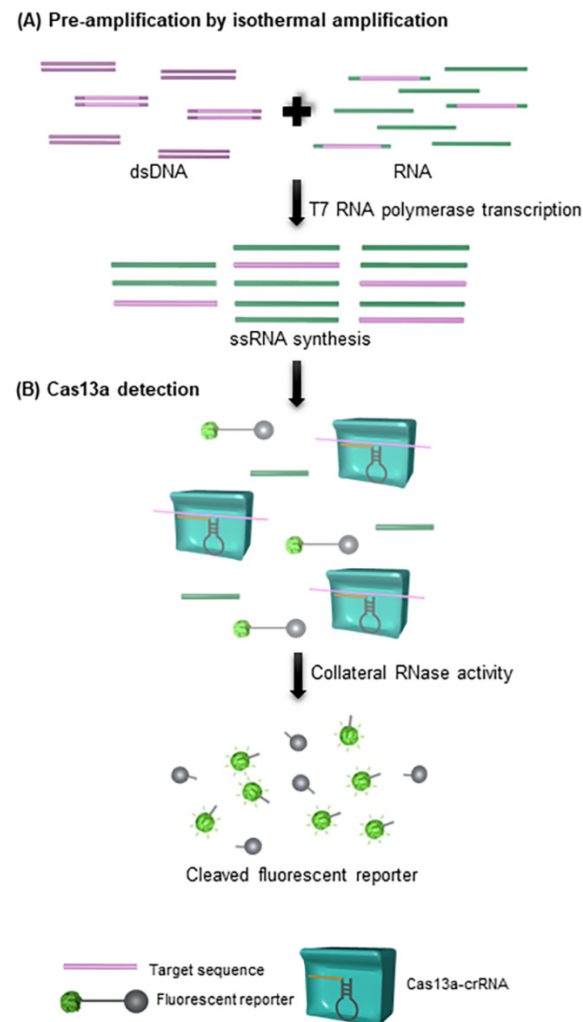 (A) Pre-amplification by isothermal amplification
dsDNA
RNA
T7 RNA polymerase transcription
ssRNA synthesis
(B) Cas13a detection
Collateral RNase activity
Cleaved fluorescent reporter
Target sequence
Fluorescent reporter
Cas13a-crRNA